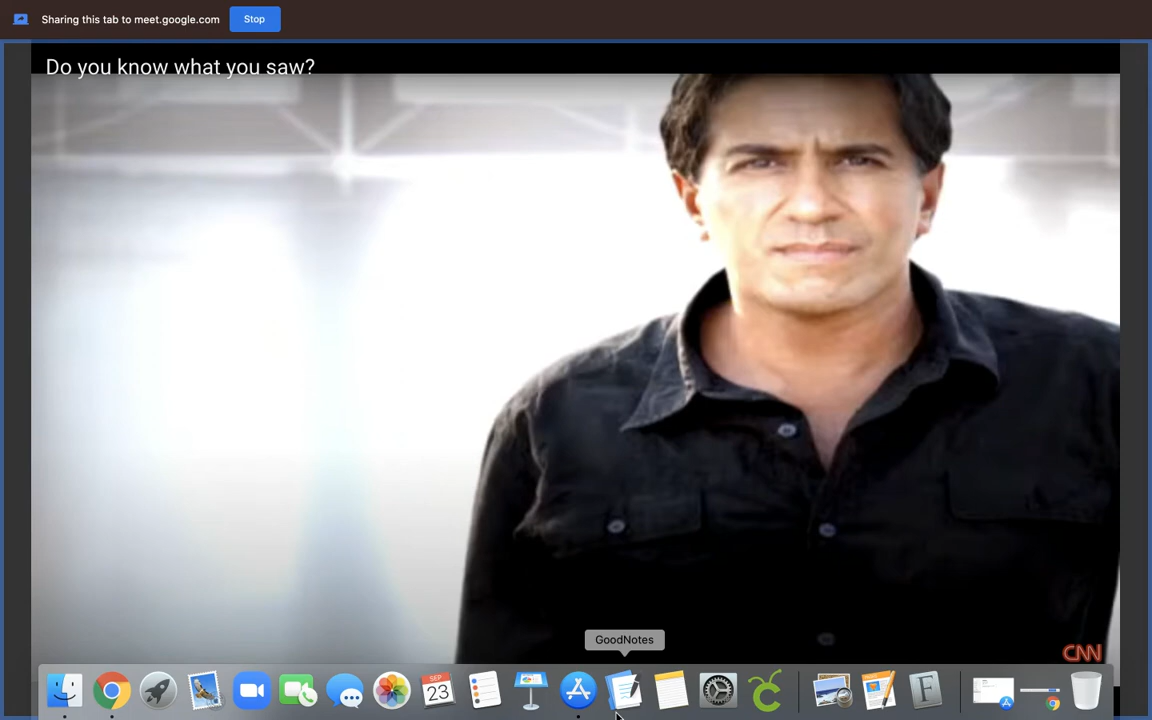 Sharing this tab to meet.google.com
Stop
Do you know what you saw?
GoodNotes
CNN
SEP
23
F